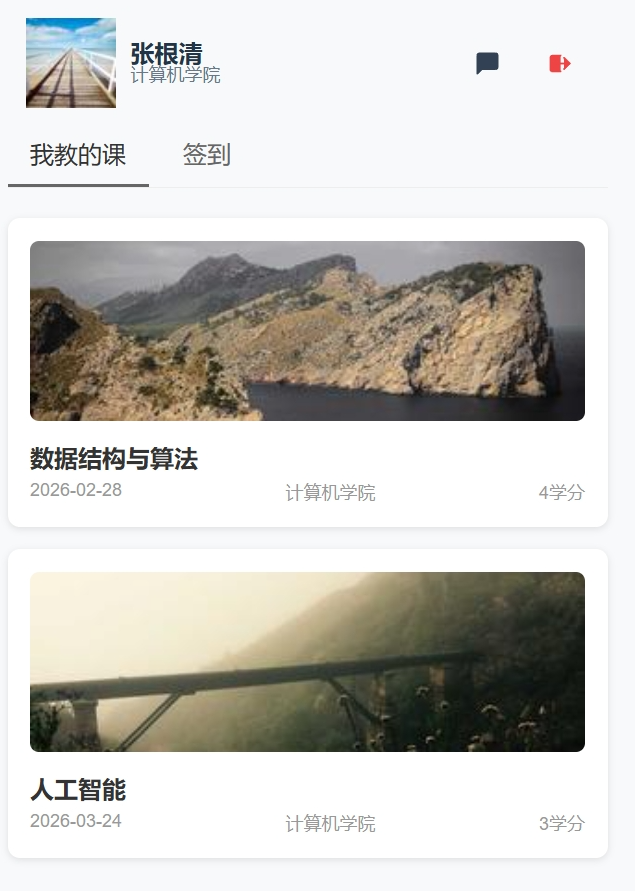 张根清
计算机学院
我教的课 签到
数据结构与算法
2026-02-28 计算机学院 4学分
人工智能
2026-03-24 计算机学院 3学分